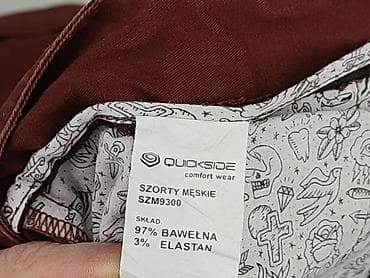 QUICKSIDE
comfort wear
SZORTY MĘSKIE
SZM9300
SKŁAD
97% BAWEŁNA
3% ELASTAN